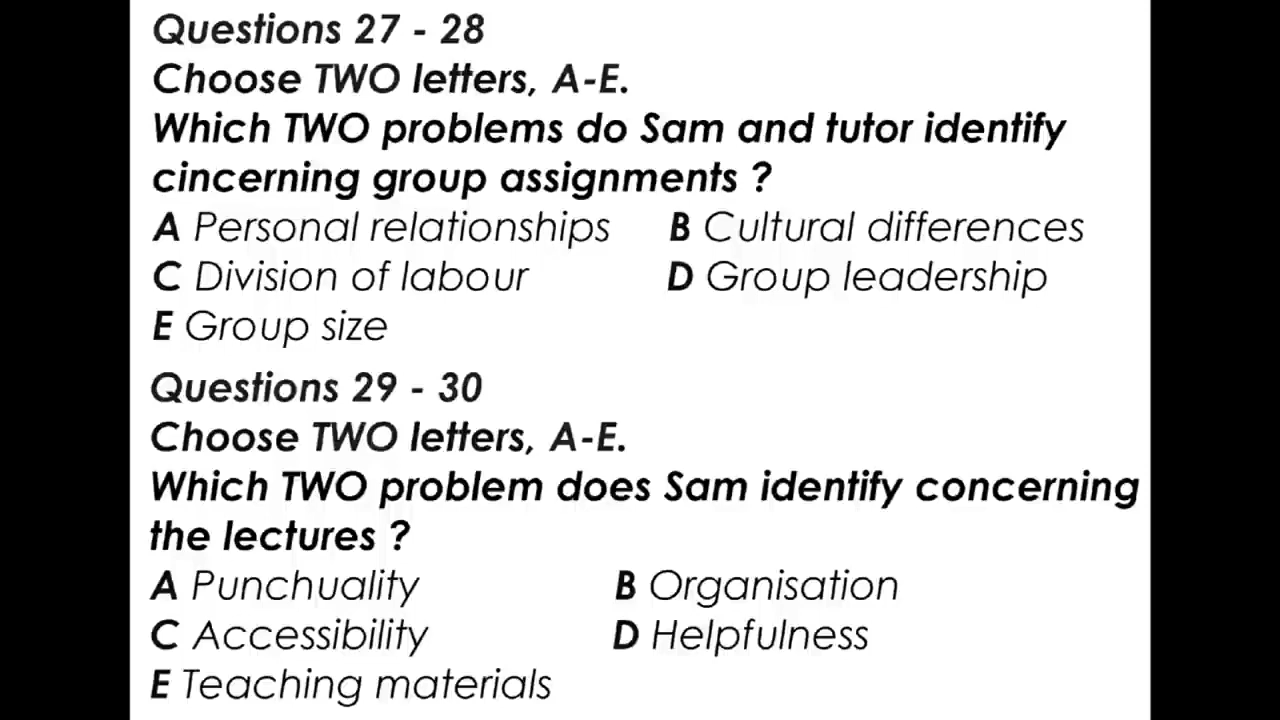 Questions 27 - 28
Choose TWO letters, A-E.
Which TWO problems do Sam and tutor identify
cincerning group assignments ?
A Personal relationships B Cultural differences
C Division of labour D Group leadership
E Group size
Questions 29 - 30
Choose TWO letters, A-E.
Which TWO problem does Sam identify concerning
the lectures ?
A Punchuality B Organisation
C Accessibility D Helpfulness
E Teaching materials